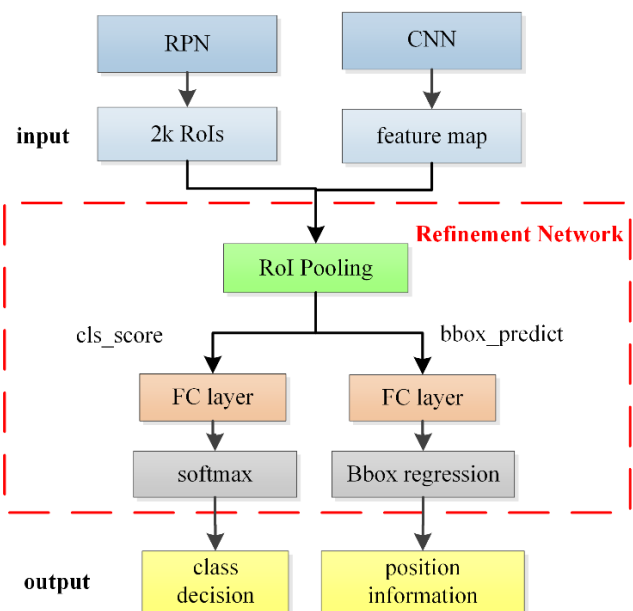 RPN
CNN
input
2k RoIs
feature map
Refinement Network
RoI Pooling
cls_score
bbox_predict
FC layer
FC layer
softmax
Bbox regression
output
class
decision
position
information